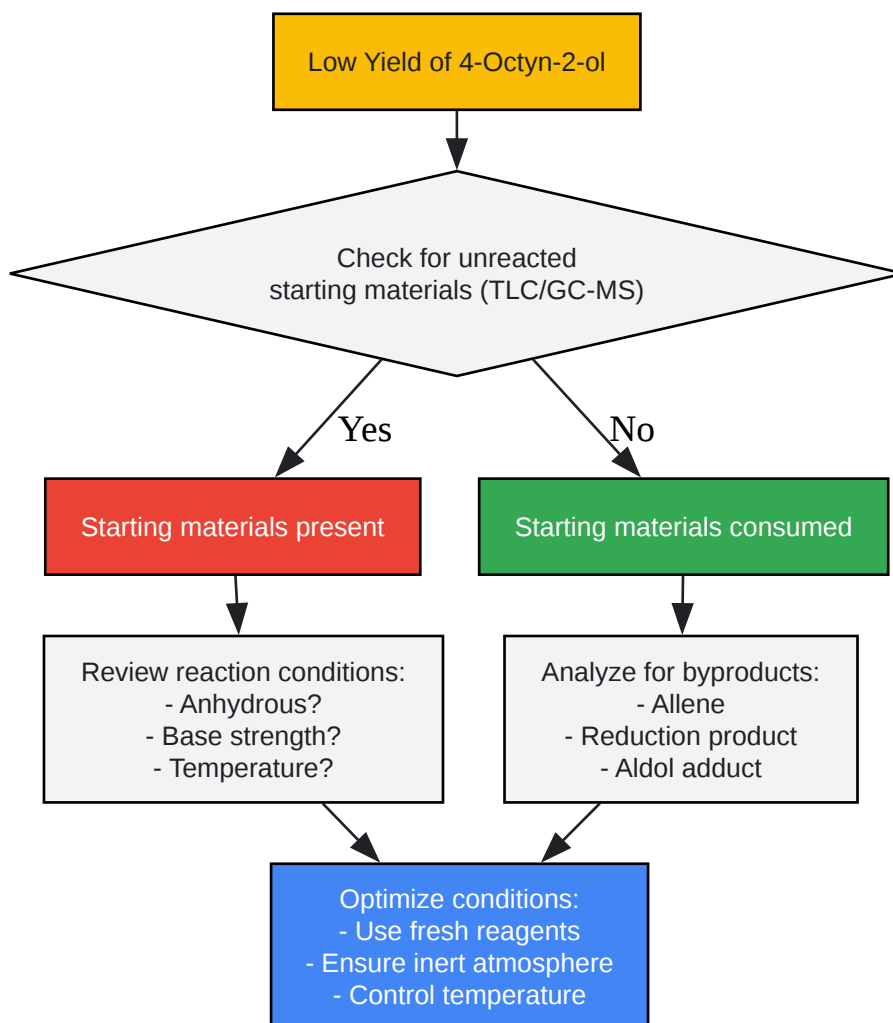 Low Yield of 4-Octyn-2-ol
Check for unreacted
starting materials (TLC/GC-MS)
Yes
No
Starting materials present
Starting materials consumed
Review reaction conditions:
- Anhydrous?
- Base strength?
- Temperature?
Analyze for byproducts:
- Allene
- Reduction product
- Aldol adduct
Optimize conditions:
- Use fresh reagents
- Ensure inert atmosphere
- Control temperature